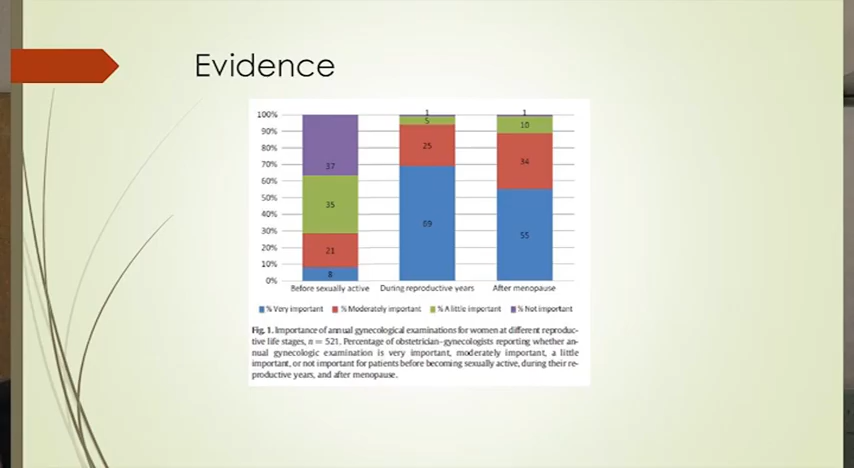 Evidence
100%
90%
80%
70%
60%
50%
40%
30%
20%
10%
0%
37
35
21
8
1
5
25
69
1
10
34
55
Before sexually active During reproductive years After menopause
% Very important % Moderately important % A little important % Not important
Fig. 1. Importance of annual gynecological examinations for women at different reproduc-
tive life stages, n = 521. Percentage of obstetrician-gynecologists reporting whether an-
nual gynecologic examination is very important, moderately important, a little
important, or not important for patients before becoming sexually active, during their re-
productive years, and after menopause.